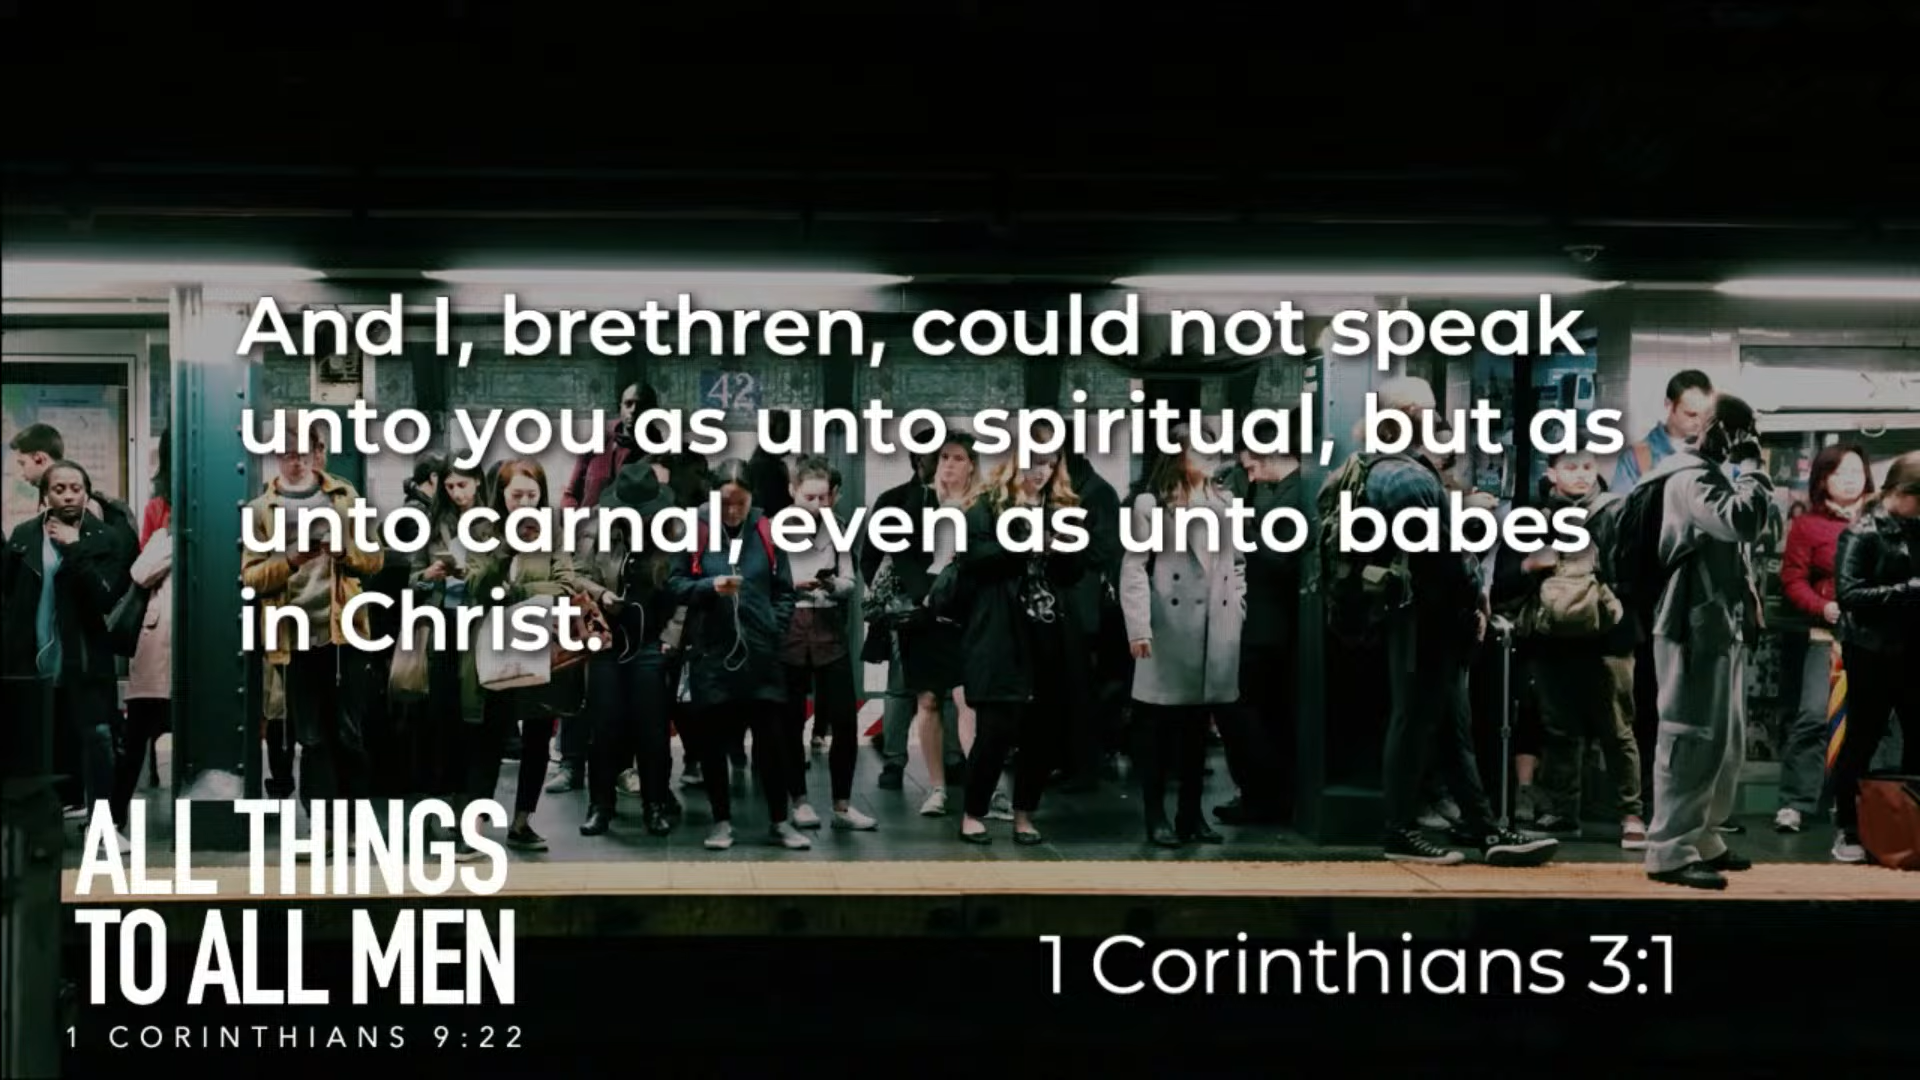 And I, brethren, could not speak
unto you as unto spiritual, but as
unto carnal, even as unto babes
in Christ.
42
ALL THINGS
TO ALL MEN
1 CORINTHIANS 9:22
1 Corinthians 3:1